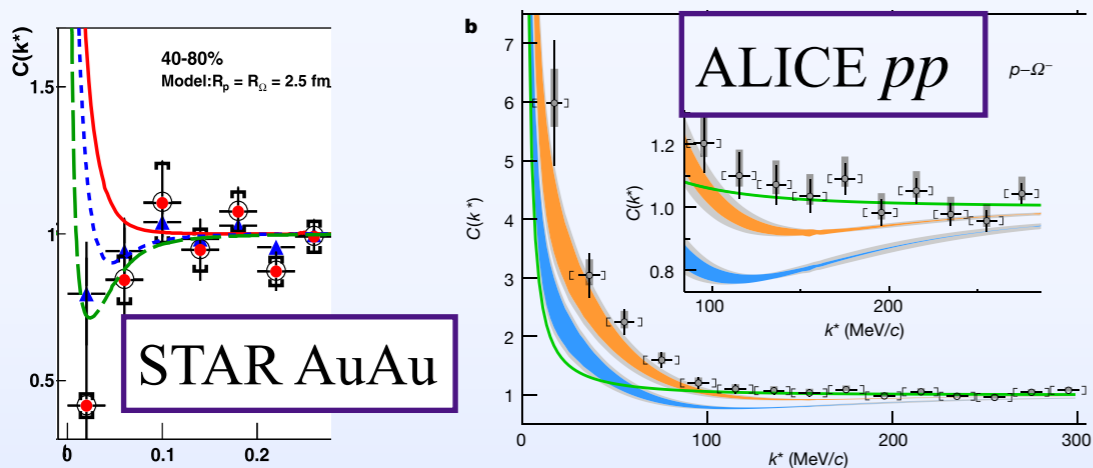 C(k*)
1.5
1
0.5
0
0.1
0.2
40-80%
Model:Rp = RΩ = 2.5 fm
STAR AuAu
b
C(k*)
7
6
5
4
3
2
1
0
100
200
300
k* (MeV/c)
ALICE pp
p–Ω⁻
C(k*)
1.2
1.0
0.8
100
200
k* (MeV/c)